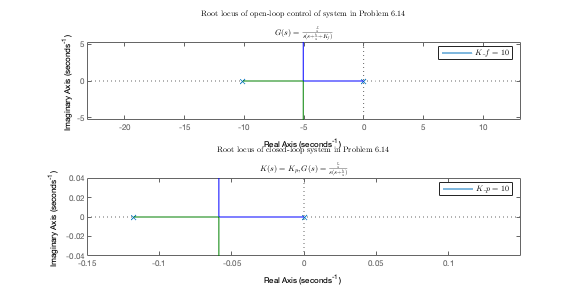 Root locus of open-loop control of system in Problem 6.14
K_f = 10
5
0
-5
-20
-15
-10
-5
0
5
10
Imaginary Axis (seconds⁻¹)
Real Axis (seconds⁻¹)
Root locus of closed-loop system in Problem 6.14
K_p = 10
0.04
0.02
0
-0.02
-0.04
-0.15
-0.1
-0.05
0
0.05
0.1
Imaginary Axis (seconds⁻¹)
Real Axis (seconds⁻¹)